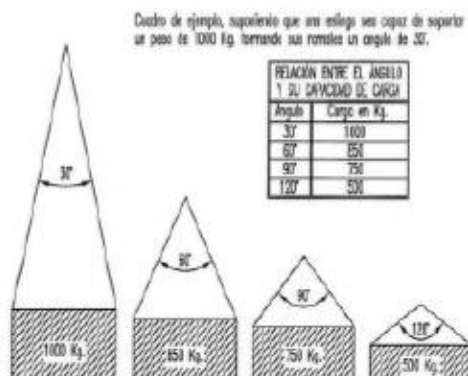 Cuadro de ejemplo, suponiendo que una eslinga sea capaz de soportar
un peso de 1000 Kg. formando sus ramales un angulo de 30°.
RELACIÓN ENTRE EL ÁNGULO
Y SU CAPACIDAD DE CARGA
Angulo Carga en Kg.
30° 1000
60° 850
90° 750
120° 500
30°
60°
90°
120°
1000 Kg.
850 Kg.
750 Kg.
500 Kg.